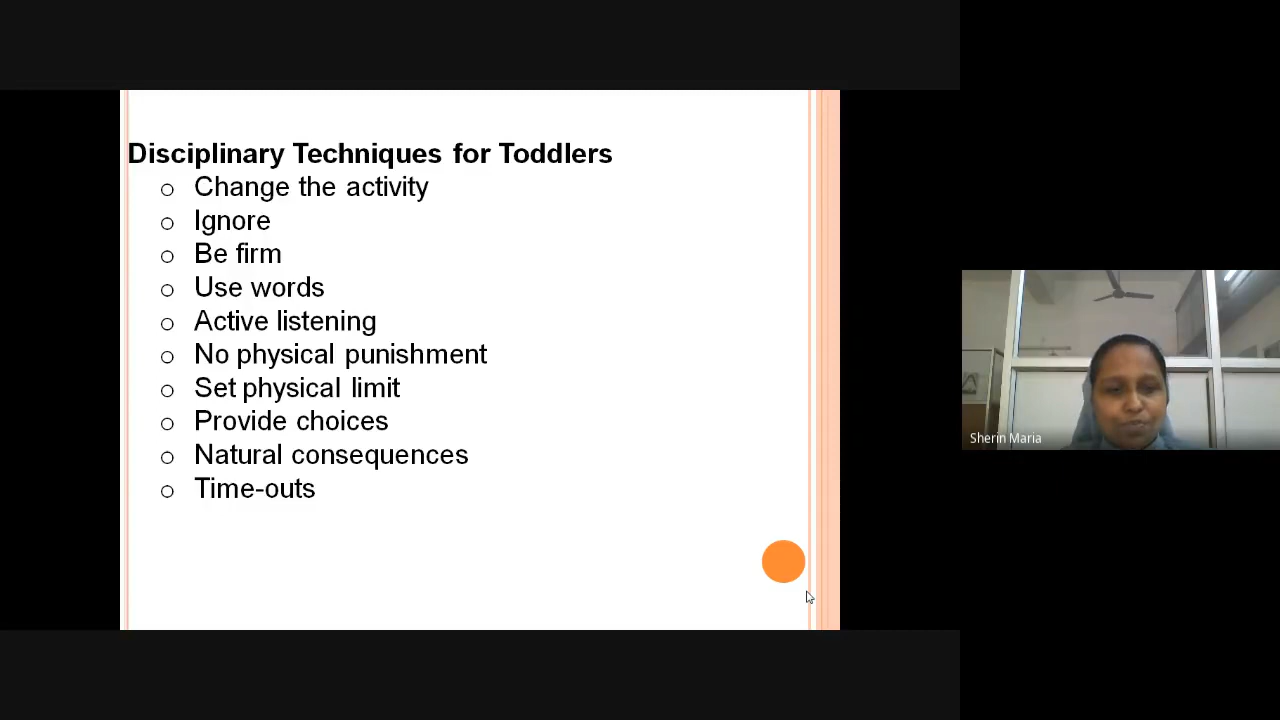 Disciplinary Techniques for Toddlers
Change the activity
Ignore
Be firm
Use words
Active listening
No physical punishment
Set physical limit
Provide choices
Natural consequences
Time-outs
Sherin Maria